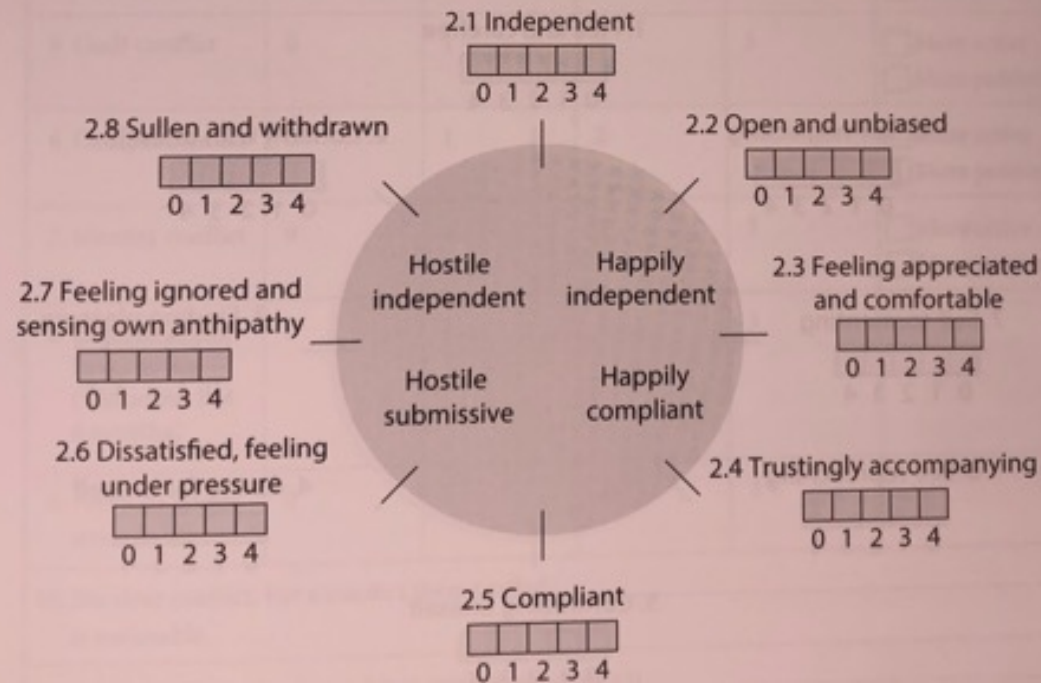 2.1 Independent
0 1 2 3 4
2.2 Open and unbiased
0 1 2 3 4
2.3 Feeling appreciated
and comfortable
0 1 2 3 4
2.4 Trustingly accompanying
0 1 2 3 4
2.5 Compliant
0 1 2 3 4
2.6 Dissatisfied, feeling
under pressure
0 1 2 3 4
2.7 Feeling ignored and
sensing own anthipathy
0 1 2 3 4
2.8 Sullen and withdrawn
0 1 2 3 4
Hostile
independent
Happily
independent
Hostile
submissive
Happily
compliant